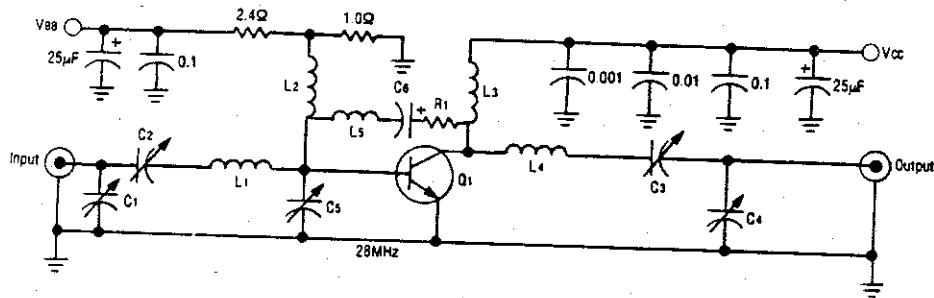 2.4Ω
1.0Ω
VBB
VCC
25µF
+
0.1
L2
C6
+
R1
L3
0.001
0.01
0.1
+
25µF
L5
C2
Input
L1
Q1
L4
C3
Output
C1
C5
C4
28MHz